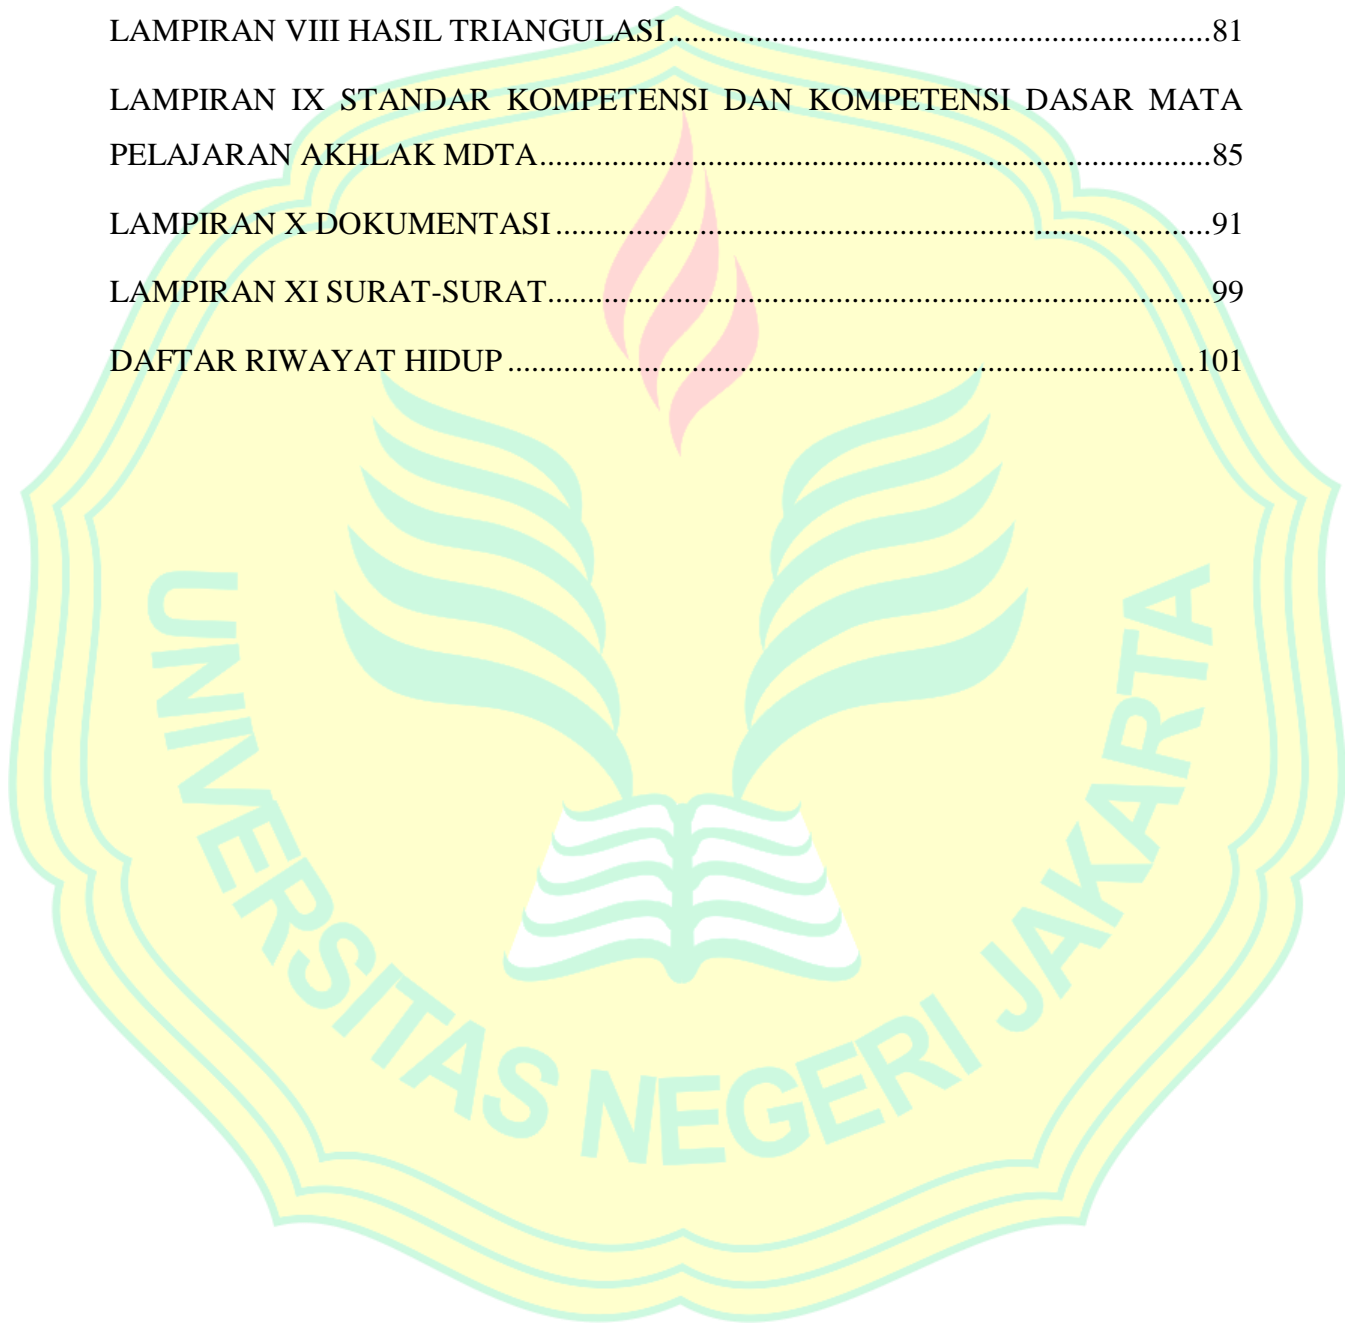 LAMPIRAN VIII HASIL TRIANGULASI....................................................................81
LAMPIRAN IX STANDAR KOMPETENSI DAN KOMPETENSI DASAR MATA
PELAJARAN AKHLAK MDTA....................................................................................85
LAMPIRAN X DOKUMENTASI..................................................................................91
LAMPIRAN XI SURAT-SURAT...................................................................................99
DAFTAR RIWAYAT HIDUP......................................................................................101
UNIVERSITAS NEGERI JAKARTA